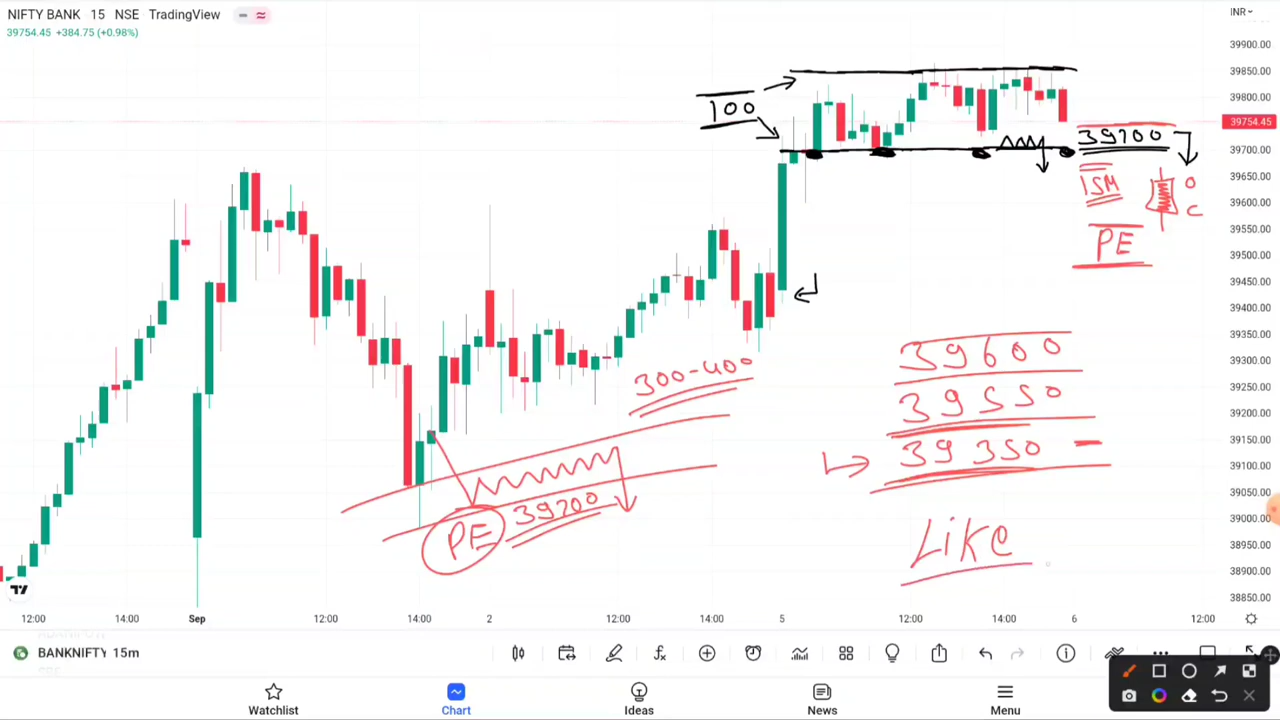 NIFTY BANK 15 NSE TradingView
39754.45 +384.75 (+0.98%)
INR
39900.00
39850.00
39800.00
39754.45
39700.00
39650.00
39600.00
39550.00
39500.00
39450.00
39400.00
39350.00
39300.00
39250.00
39200.00
39150.00
39100.00
39050.00
39000.00
38950.00
38900.00
38850.00
100
39700
15M
O
C
PE
39600
39550
39350
300-400
PE 39200
Like
12:00 14:00 Sep 12:00 14:00 2 12:00 14:00 5 12:00 14:00 6 12:00
BANKNIFTY 15m
Watchlist Chart Ideas News Menu